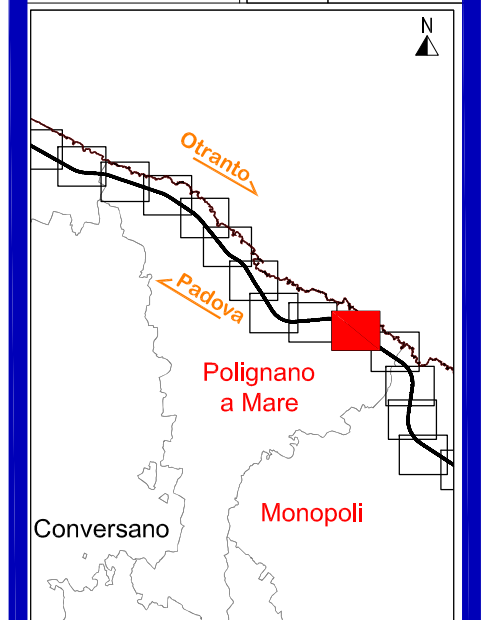 N
Otranto
Padova
Polignano
a Mare
Monopoli
Conversano